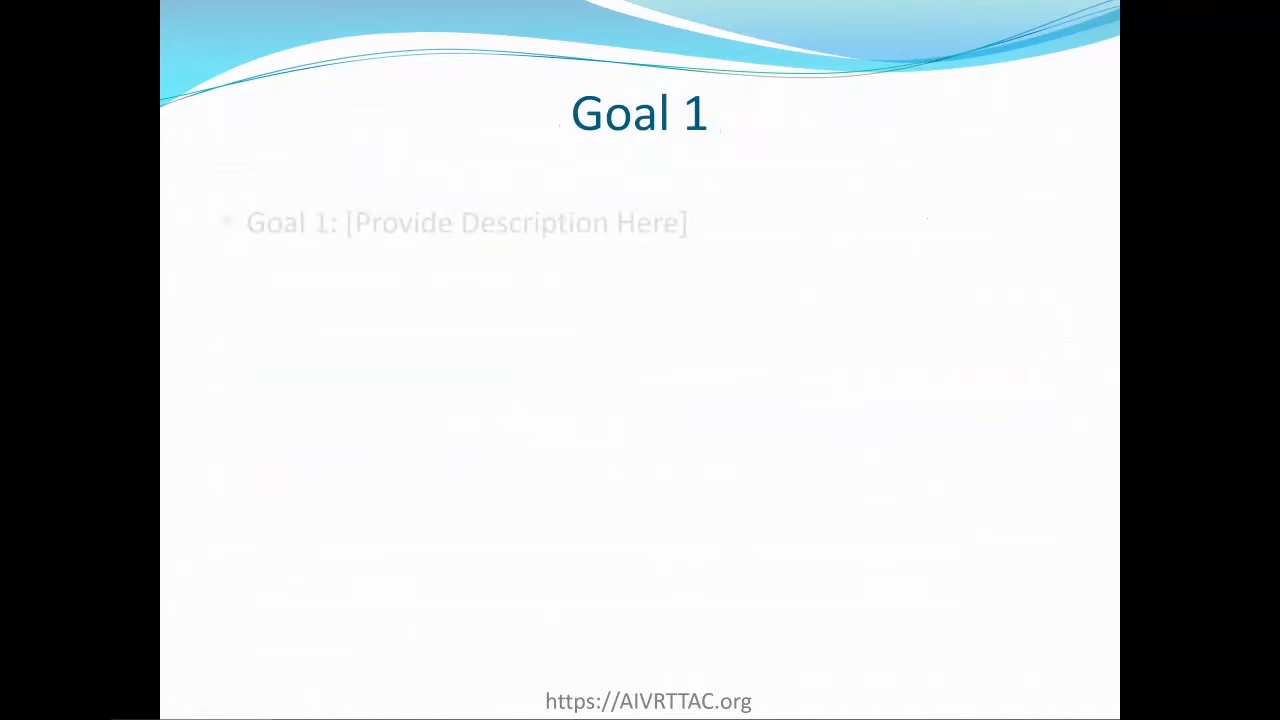 Goal 1
• Goal 1: [Provide Description Here]
https://AIVRTTAC.org